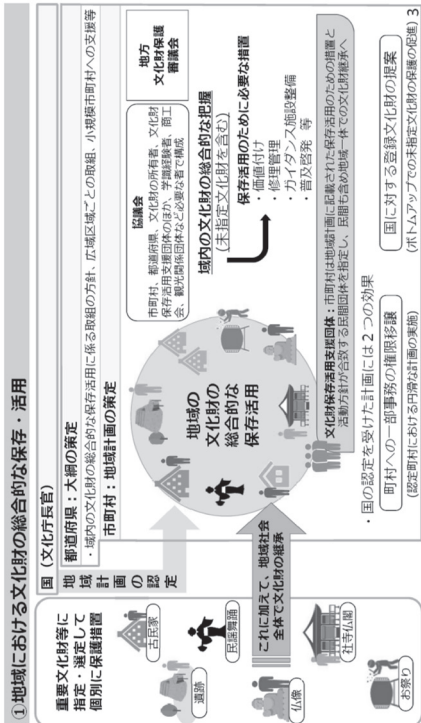 ①地域における文化財の総合的な保存・活用
重要文化財等に
指定・選定して
個別に保護措置
古民家
遺跡
民謡舞踊
仏像
社寺仏閣
お祭り
これに加えて、地域社会
全体で文化財の継承
国（文化庁長官）
地域計画の認定
都道府県：大綱の策定
・域内の文化財の総合的な保存活用に係る取組の方針、広域区域ごとの取組、小規模市町村への支援等
市町村：地域計画の策定
地域の
文化財の
総合的な
保存活用
協議会
市町村、都道府県、文化財の所有者、文化財
保存活用支援団体のほか、学識経験者、商工
会、観光関係団体など必要な者で構成
地方
文化財保護
審議会
域内の文化財の総合的な把握
（未指定文化財を含む）
保存活用のために必要な措置
・価値付け
・修理管理
・ガイダンス施設整備
・普及啓発　等
文化財保存活用支援団体：市町村は地域計画に記載された保存活用のための措置と
活動方針が合致する民間団体を指定し、民間も含め地域一体での文化財継承へ
・国の認定を受けた計画には２つの効果
町村への一部事務の権限移譲
（認定町村における円滑な計画の実施）
国に対する登録文化財の提案
（ボトムアップでの未指定文化財の保護の促進）
3